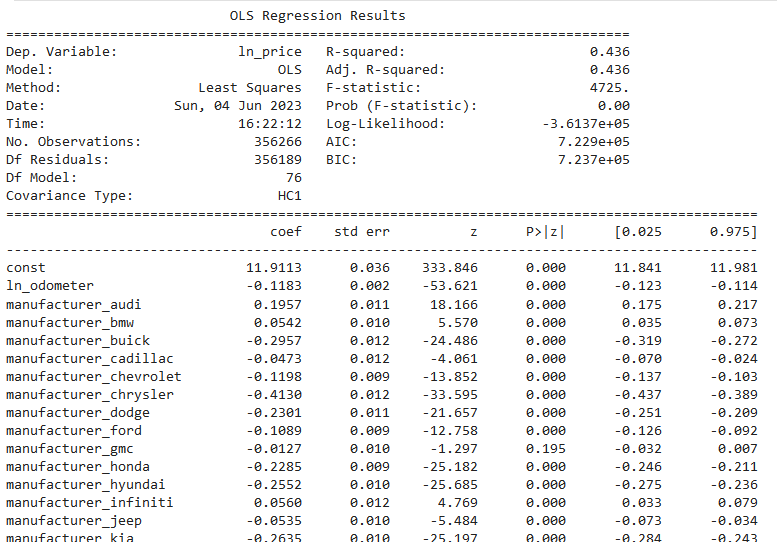 OLS Regression Results
==============================================================================
Dep. Variable: ln_price R-squared: 0.436
Model: OLS Adj. R-squared: 0.436
Method: Least Squares F-statistic: 4725.
Date: Sun, 04 Jun 2023 Prob (F-statistic): 0.00
Time: 16:22:12 Log-Likelihood: -3.6137e+05
No. Observations: 356266 AIC: 7.229e+05
Df Residuals: 356189 BIC: 7.237e+05
Df Model: 76
Covariance Type: HC1
==============================================================================================
coef std err z P>|z| [0.025 0.975]
----------------------------------------------------------------------------------------------
const 11.9113 0.036 333.846 0.000 11.841 11.981
ln_odometer -0.1183 0.002 -53.621 0.000 -0.123 -0.114
manufacturer_audi 0.1957 0.011 18.166 0.000 0.175 0.217
manufacturer_bmw 0.0542 0.010 5.570 0.000 0.035 0.073
manufacturer_buick -0.2957 0.012 -24.486 0.000 -0.319 -0.272
manufacturer_cadillac -0.0473 0.012 -4.061 0.000 -0.070 -0.024
manufacturer_chevrolet -0.1198 0.009 -13.852 0.000 -0.137 -0.103
manufacturer_chrysler -0.4130 0.012 -33.595 0.000 -0.437 -0.389
manufacturer_dodge -0.2301 0.011 -21.657 0.000 -0.251 -0.209
manufacturer_ford -0.1089 0.009 -12.758 0.000 -0.126 -0.092
manufacturer_gmc -0.0127 0.010 -1.297 0.195 -0.032 0.007
manufacturer_honda -0.2285 0.009 -25.182 0.000 -0.246 -0.211
manufacturer_hyundai -0.2552 0.010 -25.685 0.000 -0.275 -0.236
manufacturer_infiniti 0.0560 0.012 4.769 0.000 0.033 0.079
manufacturer_jeep -0.0535 0.010 -5.484 0.000 -0.073 -0.034
manufacturer_kia -0.2635 0.010 -25.197 0.000 -0.284 -0.243